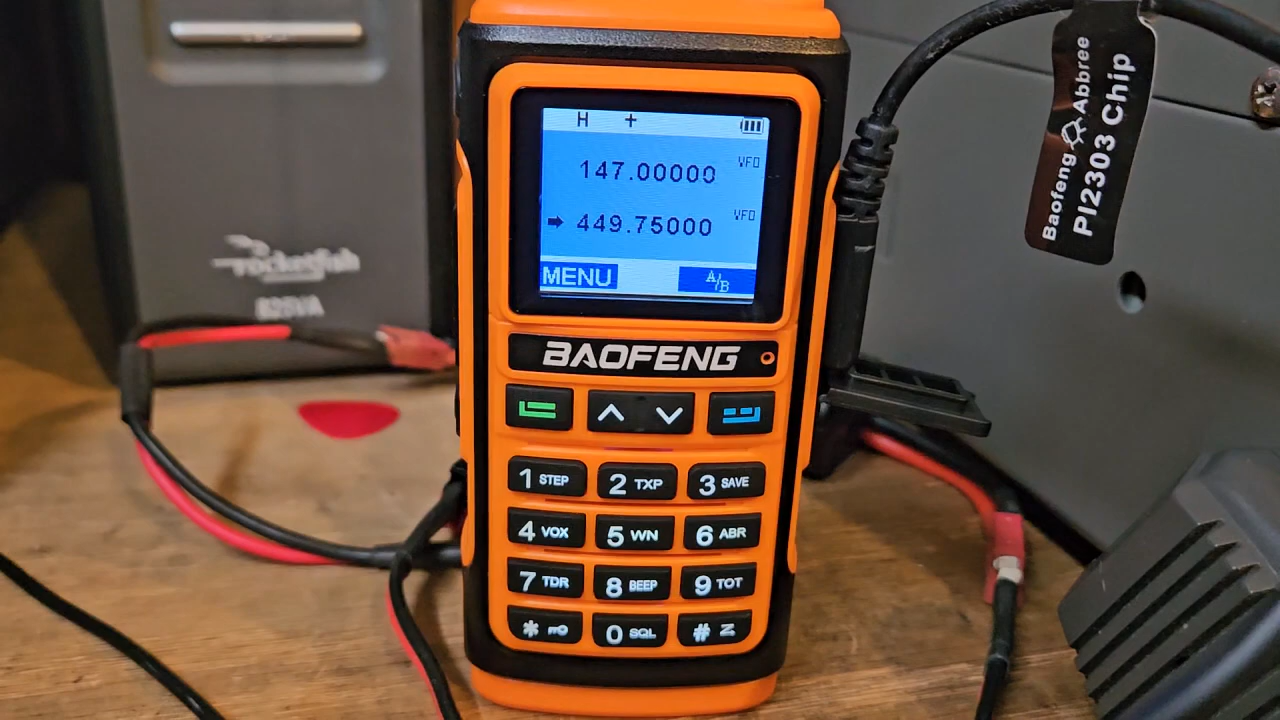 rocketfish
825VA
H +
147.00000 VFO
➡ 449.75000 VFO
MENU A/B
BAOFENG
1 STEP 2 TXP 3 SAVE
4 VOX 5 WN 6 ABR
7 TDR 8 BEEP 9 TOT
* 0 SQL #
Baofeng Abbree
PI2303 Chip